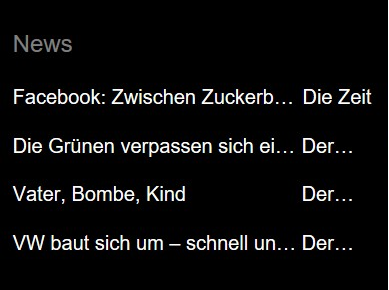 News
Facebook: Zwischen Zuckerb… Die Zeit
Die Grünen verpassen sich ei… Der…
Vater, Bombe, Kind Der…
VW baut sich um – schnell un… Der…